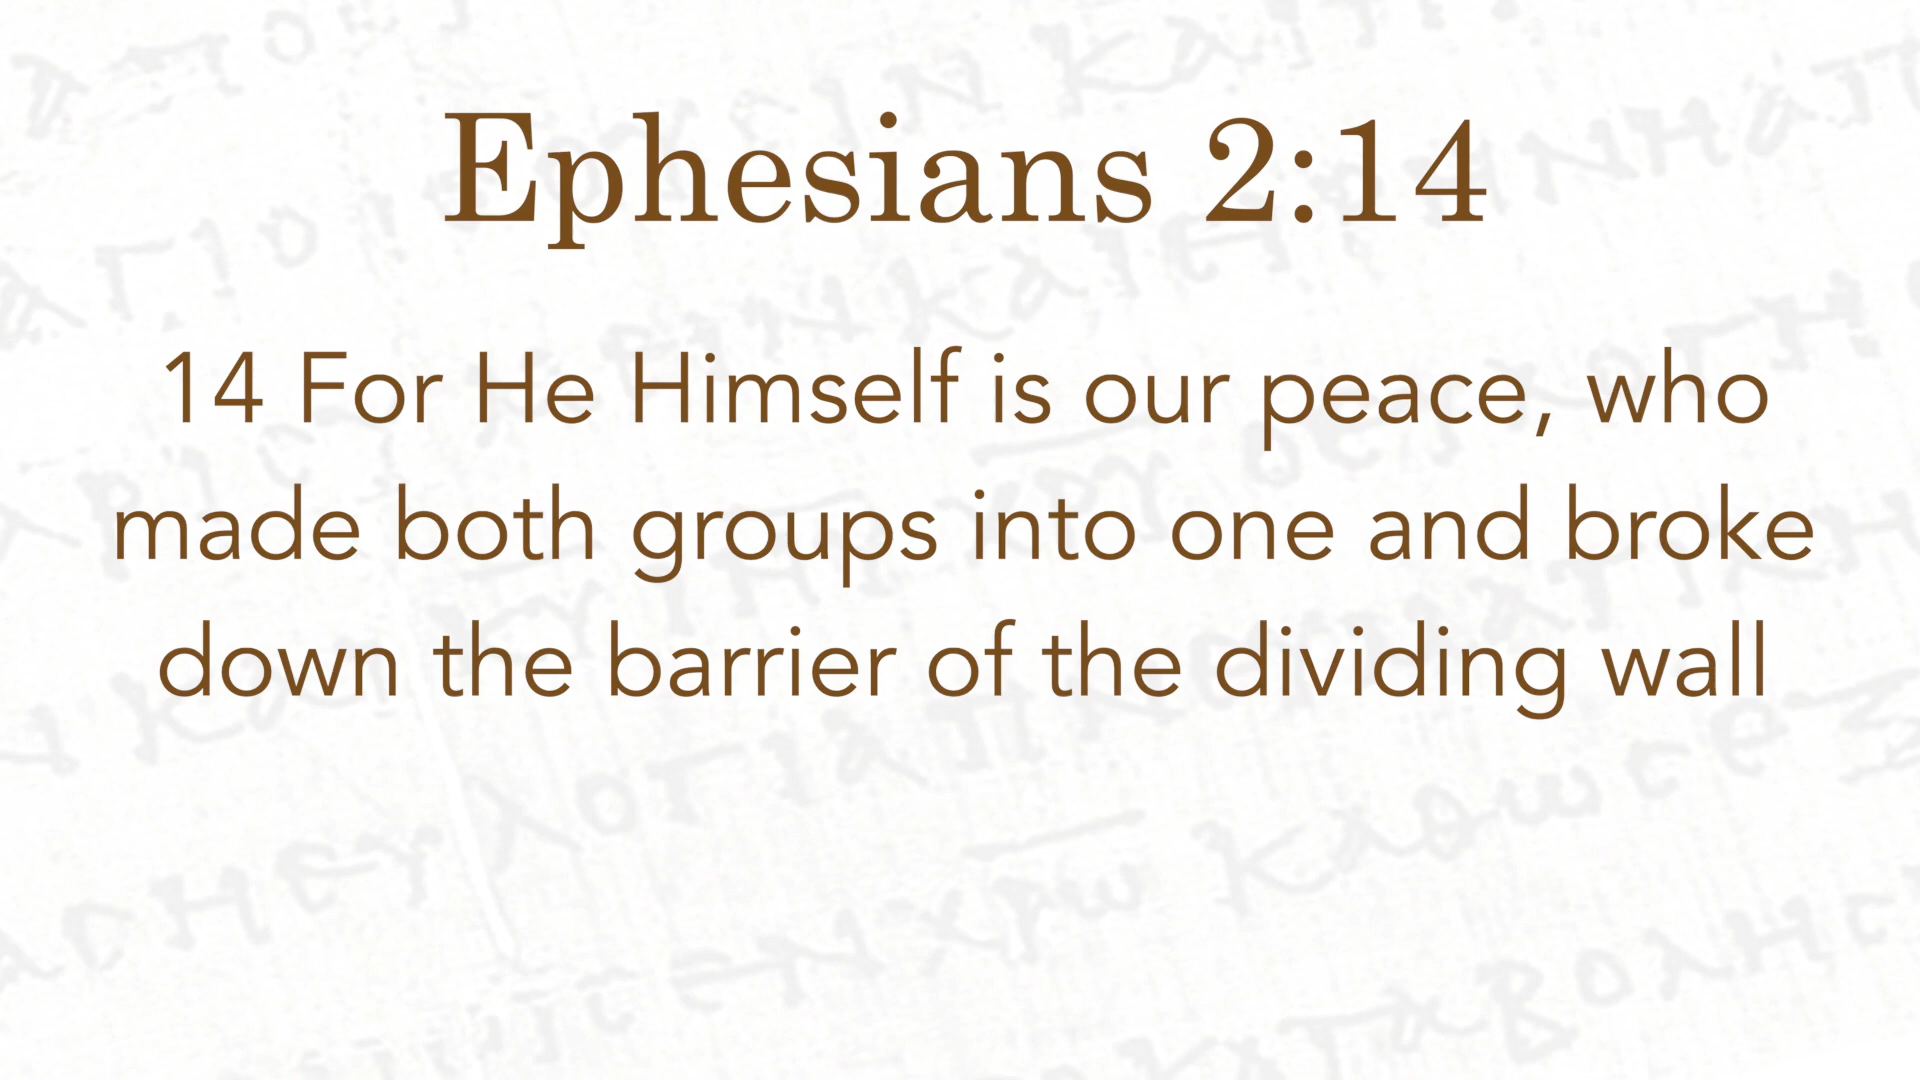 Ephesians 2:14
14 For He Himself is our peace, who
made both groups into one and broke
down the barrier of the dividing wall